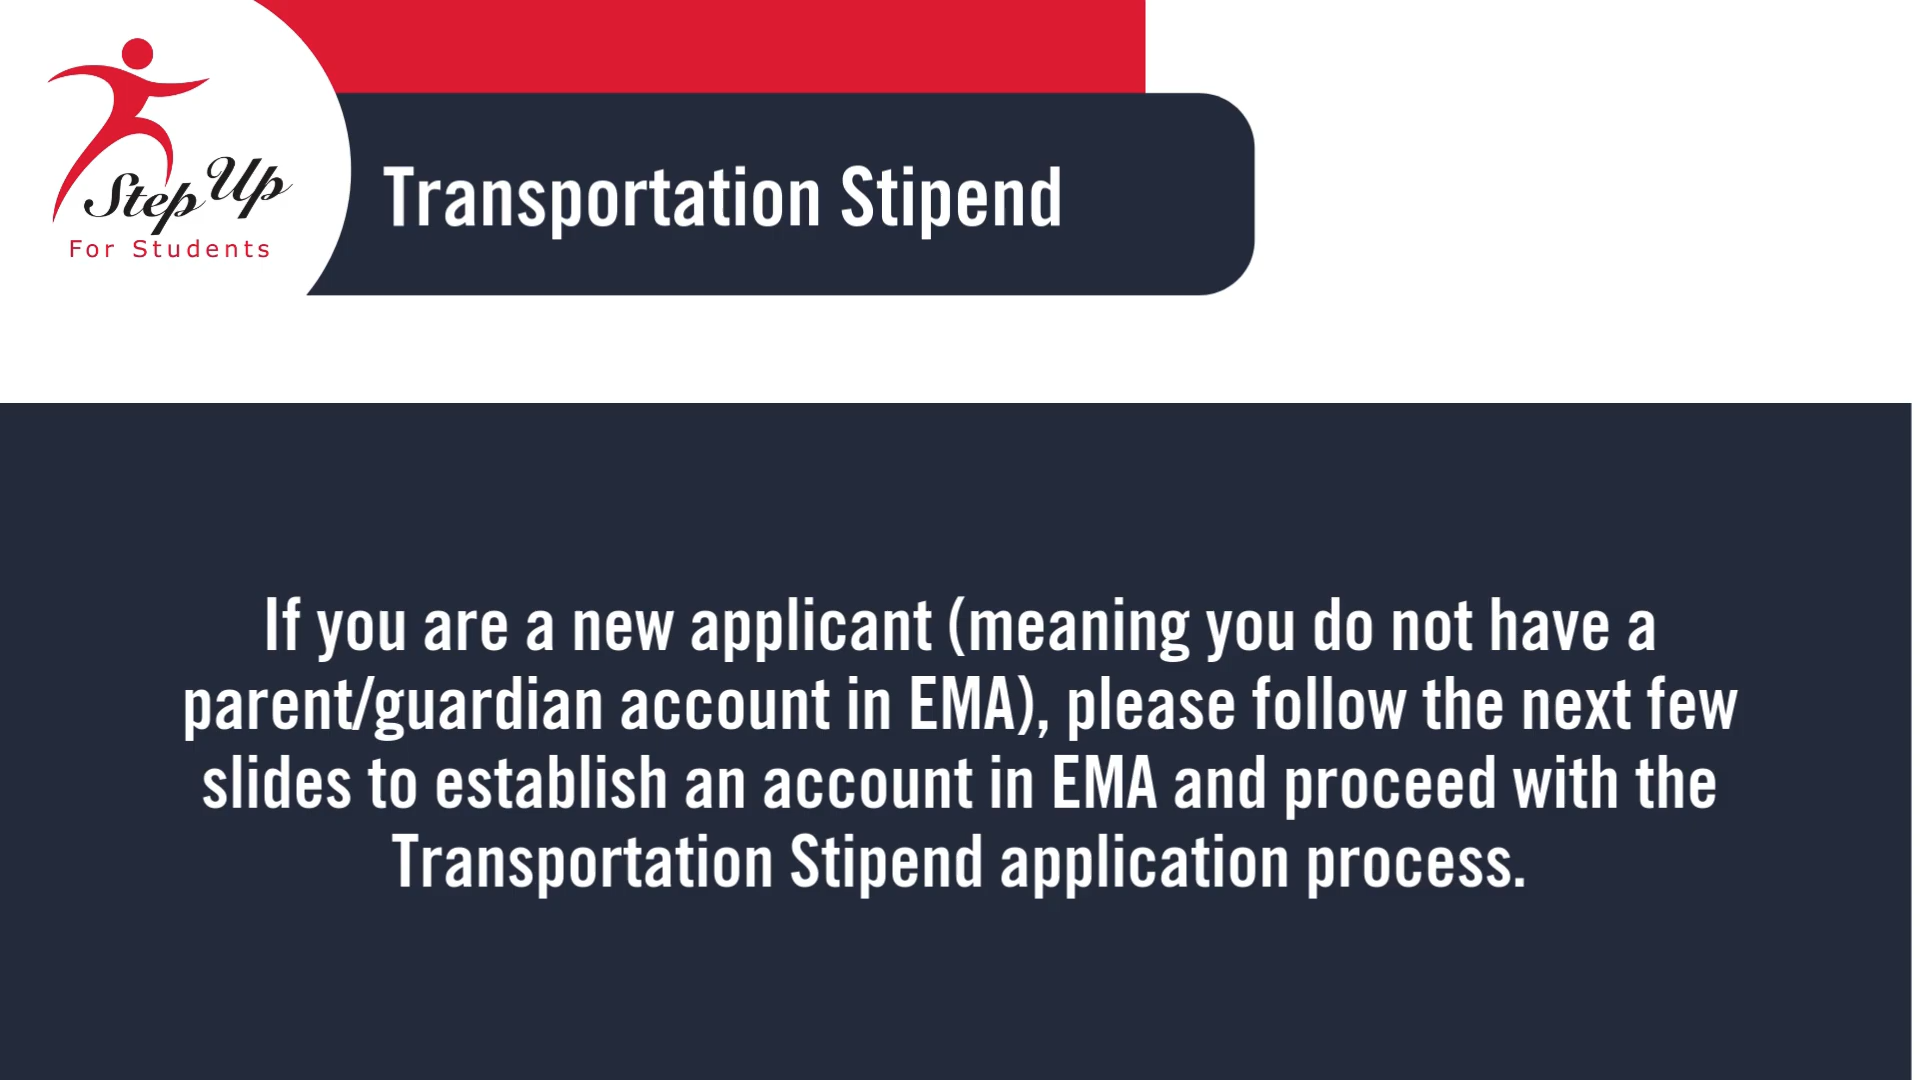 Step Up
For Students
Transportation Stipend
If you are a new applicant (meaning you do not have a
parent/guardian account in EMA), please follow the next few
slides to establish an account in EMA and proceed with the
Transportation Stipend application process.